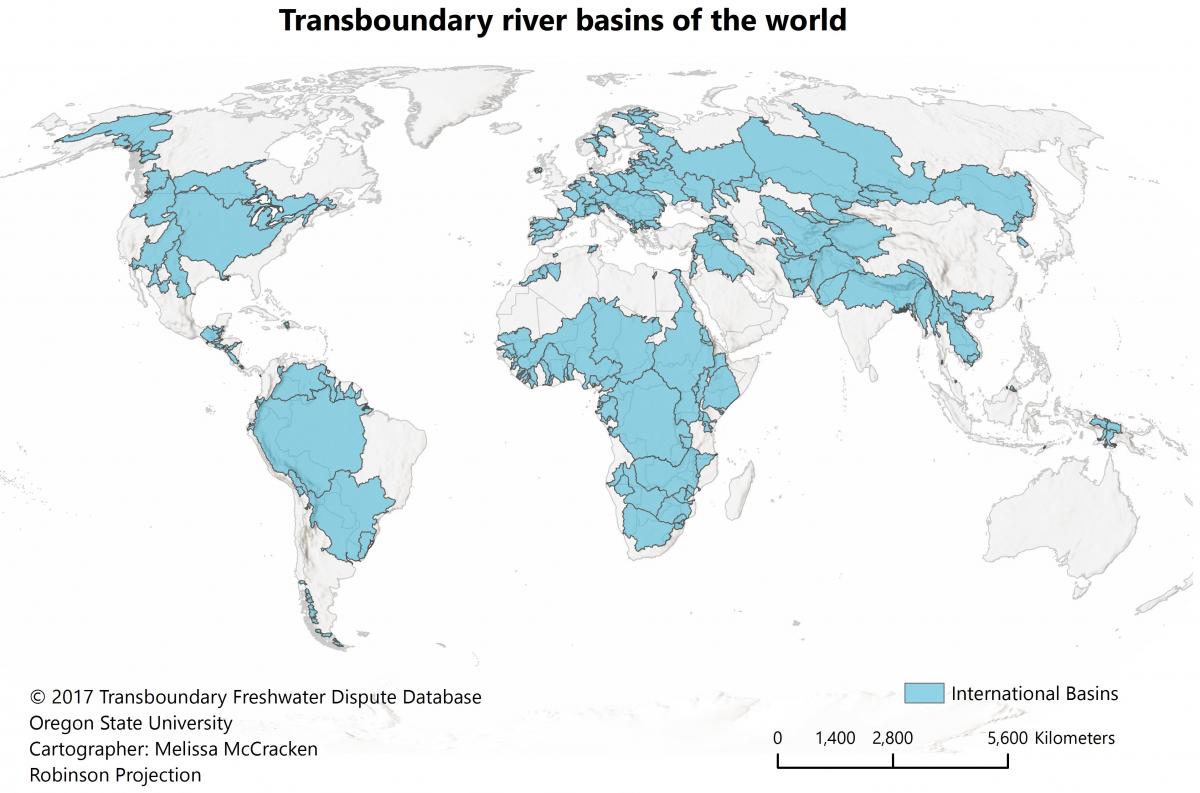 Transboundary river basins of the world
© 2017 Transboundary Freshwater Dispute Database
Oregon State University
Cartographer: Melissa McCracken
Robinson Projection
International Basins
0 1,400 2,800 5,600 Kilometers